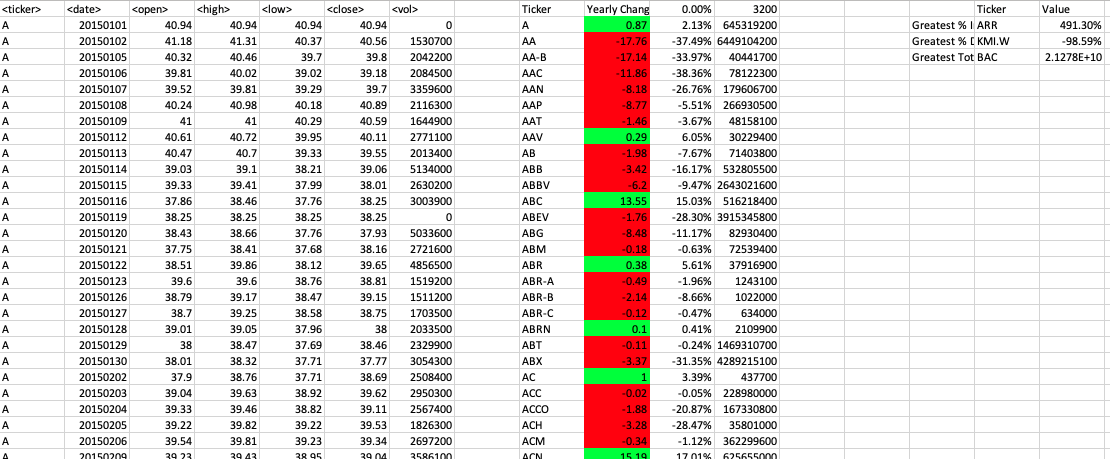 <ticker> <date> <open> <high> <low> <close> <vol> Ticker Yearly Chang 0.00% 3200 Ticker Value
A 20150101 40.94 40.94 40.94 40.94 0 A 0.87 2.13% 645319200 Greatest % I ARR 491.30%
A 20150102 41.18 41.31 40.37 40.56 1530700 AA -17.76 -37.49% 6449104200 Greatest % D KMI.W -98.59%
A 20150105 40.32 40.46 39.7 39.8 2042200 AA-B -17.14 -33.97% 40441700 Greatest Tot BAC 2.1278E+10
A 20150106 39.81 40.02 39.02 39.18 2084500 AAC -11.86 -38.36% 78122300
A 20150107 39.52 39.81 39.29 39.7 3359600 AAN -8.18 -26.76% 179606700
A 20150108 40.24 40.98 40.18 40.89 2116300 AAP -8.77 -5.51% 266930500
A 20150109 41 41 40.29 40.59 1644900 AAT -1.46 -3.67% 48158100
A 20150112 40.61 40.72 39.95 40.11 2771100 AAV 0.29 6.05% 30229400
A 20150113 40.47 40.7 39.33 39.55 2013400 AB -1.98 -7.67% 71403800
A 20150114 39.03 39.1 38.21 39.06 5134000 ABB -3.42 -16.17% 532805500
A 20150115 39.33 39.41 37.99 38.01 2630200 ABBV -6.2 -9.47% 2643021600
A 20150116 37.86 38.46 37.76 38.25 3003900 ABC 13.55 15.03% 516218400
A 20150119 38.25 38.25 38.25 38.25 0 ABEV -1.76 -28.30% 3915345800
A 20150120 38.43 38.66 37.76 37.93 5033600 ABG -8.48 -11.17% 82930400
A 20150121 37.75 38.41 37.68 38.16 2721600 ABM -0.18 -0.63% 72539400
A 20150122 38.51 39.86 38.12 39.65 4856500 ABR 0.38 5.61% 37916900
A 20150123 39.6 39.6 38.76 38.81 1519200 ABR-A -0.49 -1.96% 1243100
A 20150126 38.79 39.17 38.47 39.15 1511200 ABR-B -2.14 -8.66% 1022000
A 20150127 38.7 39.25 38.58 38.75 1703500 ABR-C -0.12 -0.47% 634000
A 20150128 39.01 39.05 37.96 38 2033500 ABRN 0.1 0.41% 2109900
A 20150129 38 38.47 37.69 38.46 2329900 ABT -0.11 -0.24% 1469310700
A 20150130 38.01 38.32 37.71 37.77 3054300 ABX -3.37 -31.35% 4289215100
A 20150202 37.9 38.76 37.71 38.69 2508400 AC 1 3.39% 437700
A 20150203 39.04 39.63 38.92 39.62 2950300 ACC -0.02 -0.05% 228980000
A 20150204 39.33 39.46 38.82 39.11 2567400 ACCO -1.88 -20.87% 167330800
A 20150205 39.22 39.82 39.22 39.53 1826300 ACH -3.28 -28.47% 35801000
A 20150206 39.54 39.81 39.23 39.34 2697200 ACM -0.34 -1.12% 362299600
A 20150209 39.23 39.43 38.95 39.04 3586100 ACN 15.19 17.01% 625655000